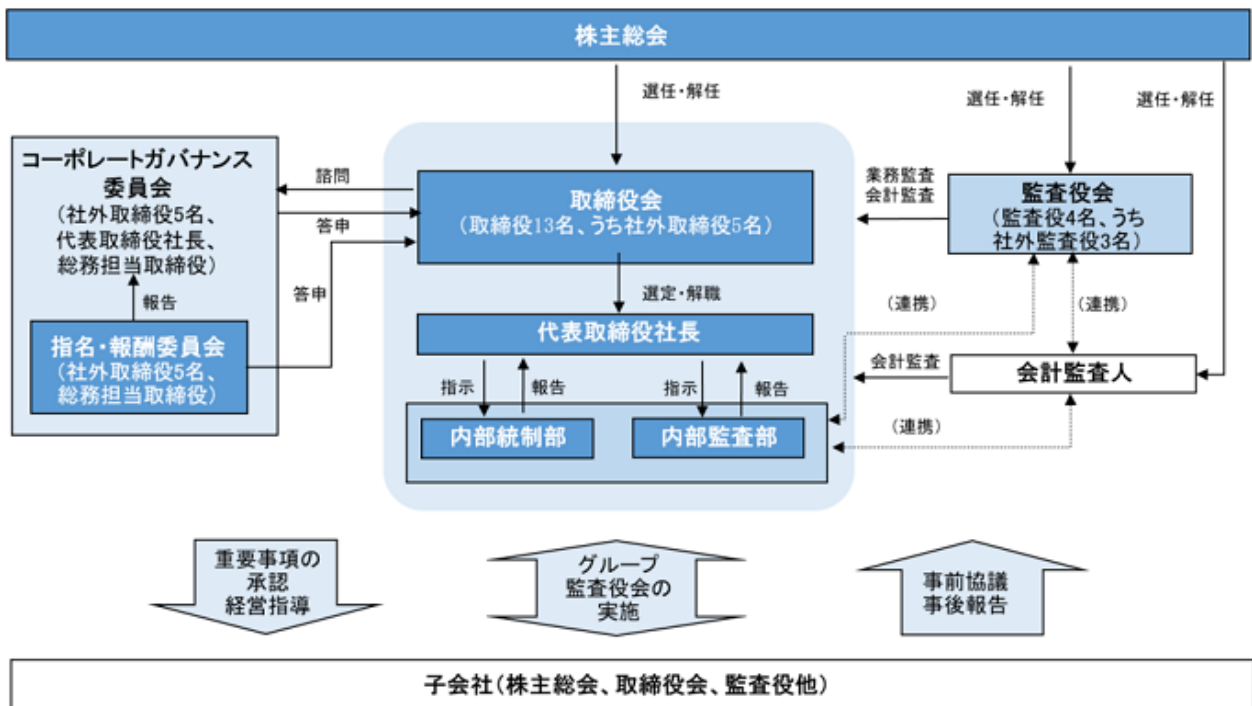 株主総会
選任・解任
選任・解任
選任・解任
コーポレートガバナンス
委員会
(社外取締役5名、
代表取締役社長、
総務担当取締役)
報告
指名・報酬委員会
(社外取締役5名、
総務担当取締役)
諮問
答申
答申
取締役会
(取締役13名、うち社外取締役5名)
選定・解職
代表取締役社長
指示
報告
指示
報告
内部統制部
内部監査部
業務監査
会計監査
監査役会
(監査役4名、うち
社外監査役3名)
(連携)
(連携)
会計監査
会計監査人
(連携)
重要事項の
承認
経営指導
グループ
監査役会の
実施
事前協議
事後報告
子会社(株主総会、取締役会、監査役他)